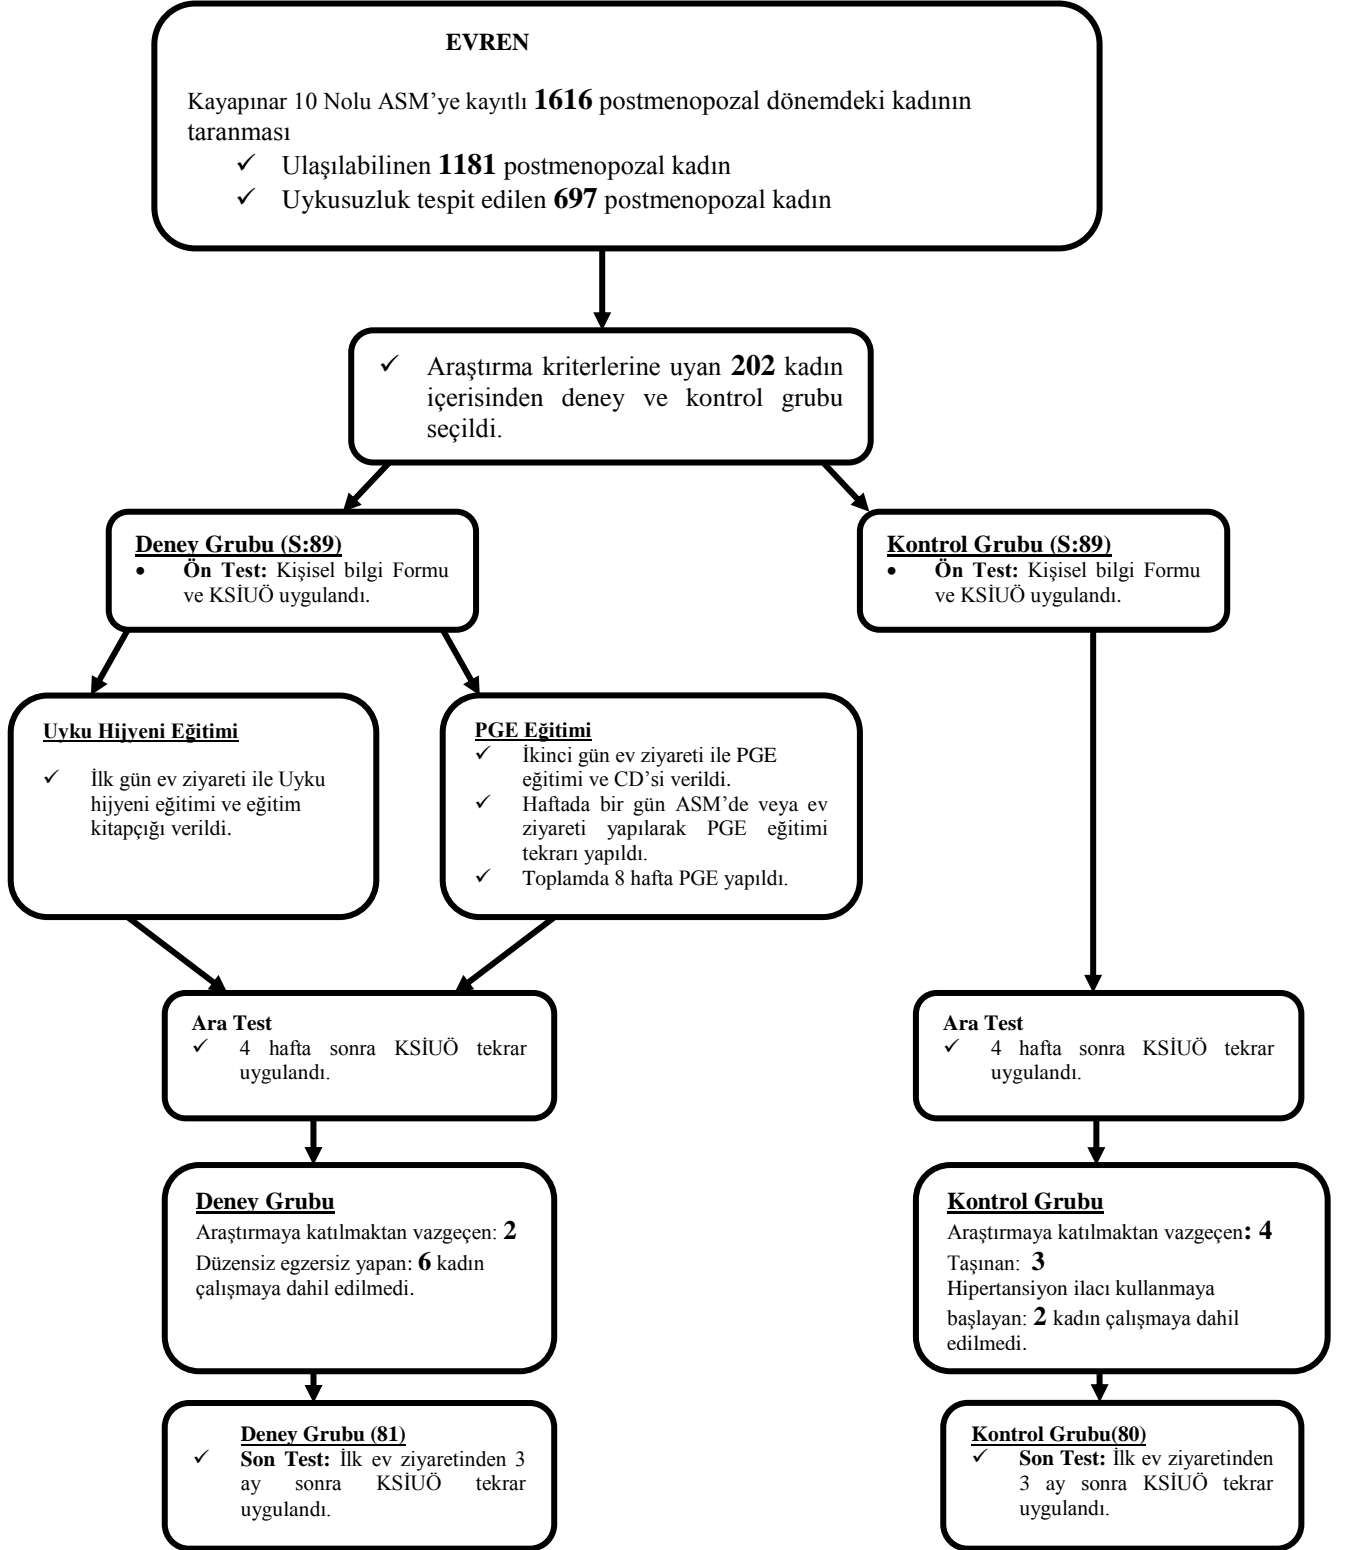 EVREN
Kayapınar 10 Nolu ASM’ye kayıtlı 1616 postmenopozal dönemdeki kadının
taranması
✓ Ulaşılabilinen 1181 postmenopozal kadın
✓ Uykusuzluk tespit edilen 697 postmenopozal kadın
✓ Araştırma kriterlerine uyan 202 kadın
içerisinden deney ve kontrol grubu
seçildi.
Deney Grubu (S:89)
• Ön Test: Kişisel bilgi Formu
ve KSİUÖ uygulandı.
Kontrol Grubu (S:89)
• Ön Test: Kişisel bilgi Formu
ve KSİUÖ uygulandı.
Uyku Hijyeni Eğitimi
✓ İlk gün ev ziyareti ile Uyku
hijyeni eğitimi ve eğitim
kitapçığı verildi.
PGE Eğitimi
✓ İkinci gün ev ziyareti ile PGE
eğitimi ve CD’si verildi.
✓ Haftada bir gün ASM’de veya ev
ziyareti yapılarak PGE eğitimi
tekrarı yapıldı.
✓ Toplamda 8 hafta PGE yapıldı.
Ara Test
✓ 4 hafta sonra KSİUÖ tekrar
uygulandı.
Ara Test
✓ 4 hafta sonra KSİUÖ tekrar
uygulandı.
Deney Grubu
Araştırmaya katılmaktan vazgeçen: 2
Düzensiz egzersiz yapan: 6 kadın
çalışmaya dahil edilmedi.
Kontrol Grubu
Araştırmaya katılmaktan vazgeçen: 4
Taşınan: 3
Hipertansiyon ilacı kullanmaya
başlayan: 2 kadın çalışmaya dahil
edilmedi.
Deney Grubu (81)
✓ Son Test: İlk ev ziyaretinden 3
ay sonra KSİUÖ tekrar
uygulandı.
Kontrol Grubu(80)
✓ Son Test: İlk ev ziyaretinden
3 ay sonra KSİUÖ tekrar
uygulandı.